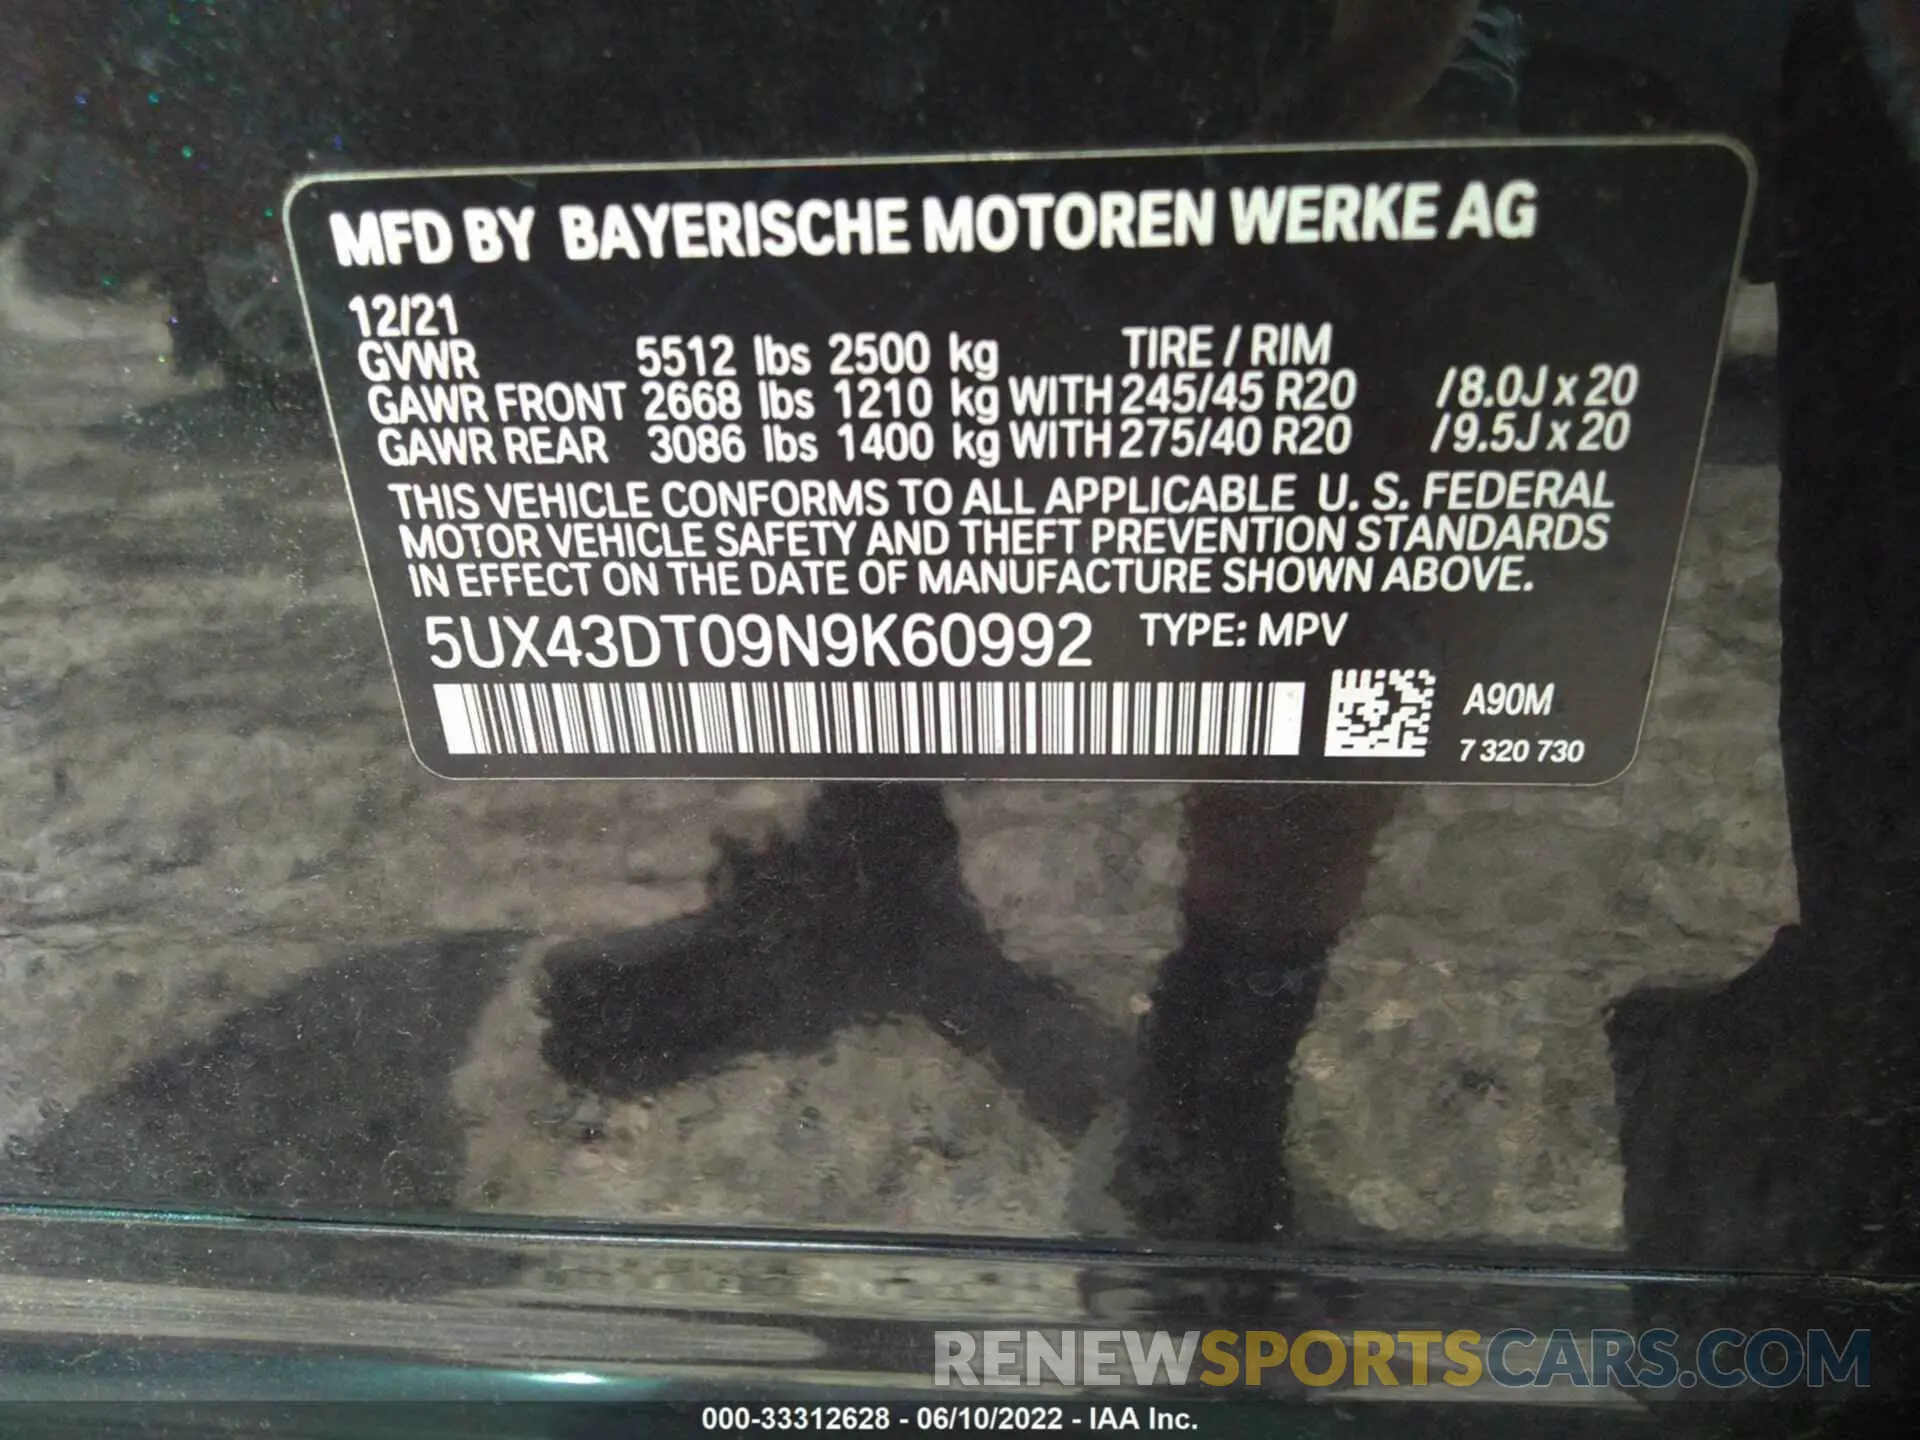 MFD BY BAYERISCHE MOTOREN WERKE AG
12/21
GVWR 5512 lbs 2500 kg TIRE / RIM
GAWR FRONT 2668 lbs 1210 kg WITH 245/45 R20 /8.0J x 20
GAWR REAR 3086 lbs 1400 kg WITH 275/40 R20 /9.5J x 20
THIS VEHICLE CONFORMS TO ALL APPLICABLE U. S. FEDERAL
MOTOR VEHICLE SAFETY AND THEFT PREVENTION STANDARDS
IN EFFECT ON THE DATE OF MANUFACTURE SHOWN ABOVE.
5UX43DT09N9K60992 TYPE: MPV
A90M
7 320 730
RENEWSPORTSCARS.COM
000-33312628 - 06/10/2022 - IAA Inc.